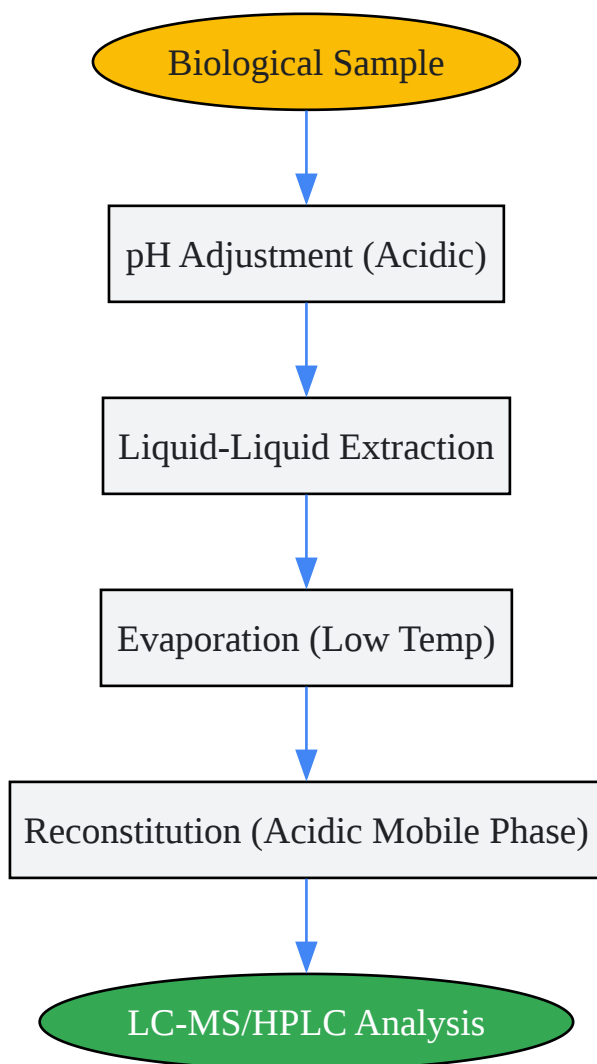 Biological Sample
pH Adjustment (Acidic)
Liquid-Liquid Extraction
Evaporation (Low Temp)
Reconstitution (Acidic Mobile Phase)
LC-MS/HPLC Analysis